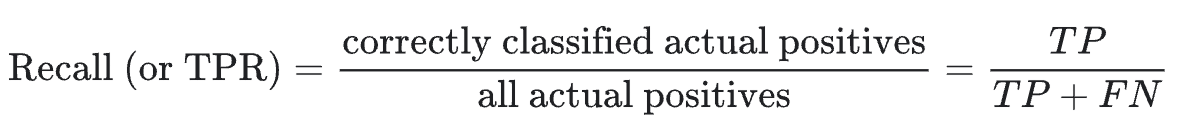 Recall (or TPR) = correctly classified actual positives / all actual positives = TP / TP + FN